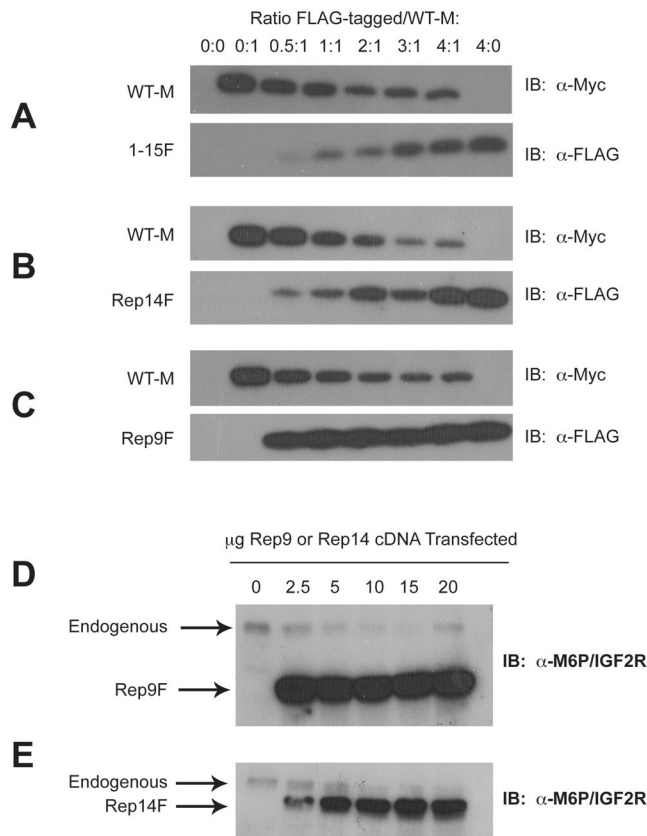 Ratio FLAG-tagged/WT-M:
0:0 0:1 0.5:1 1:1 2:1 3:1 4:1 4:0
A
WT-M
IB: α-Myc
1-15F
IB: α-FLAG
B
WT-M
IB: α-Myc
Rep14F
IB: α-FLAG
C
WT-M
IB: α-Myc
Rep9F
IB: α-FLAG
μg Rep9 or Rep14 cDNA Transfected
D
0 2.5 5 10 15 20
Endogenous
IB: α-M6P/IGF2R
Rep9F
E
Endogenous
IB: α-M6P/IGF2R
Rep14F